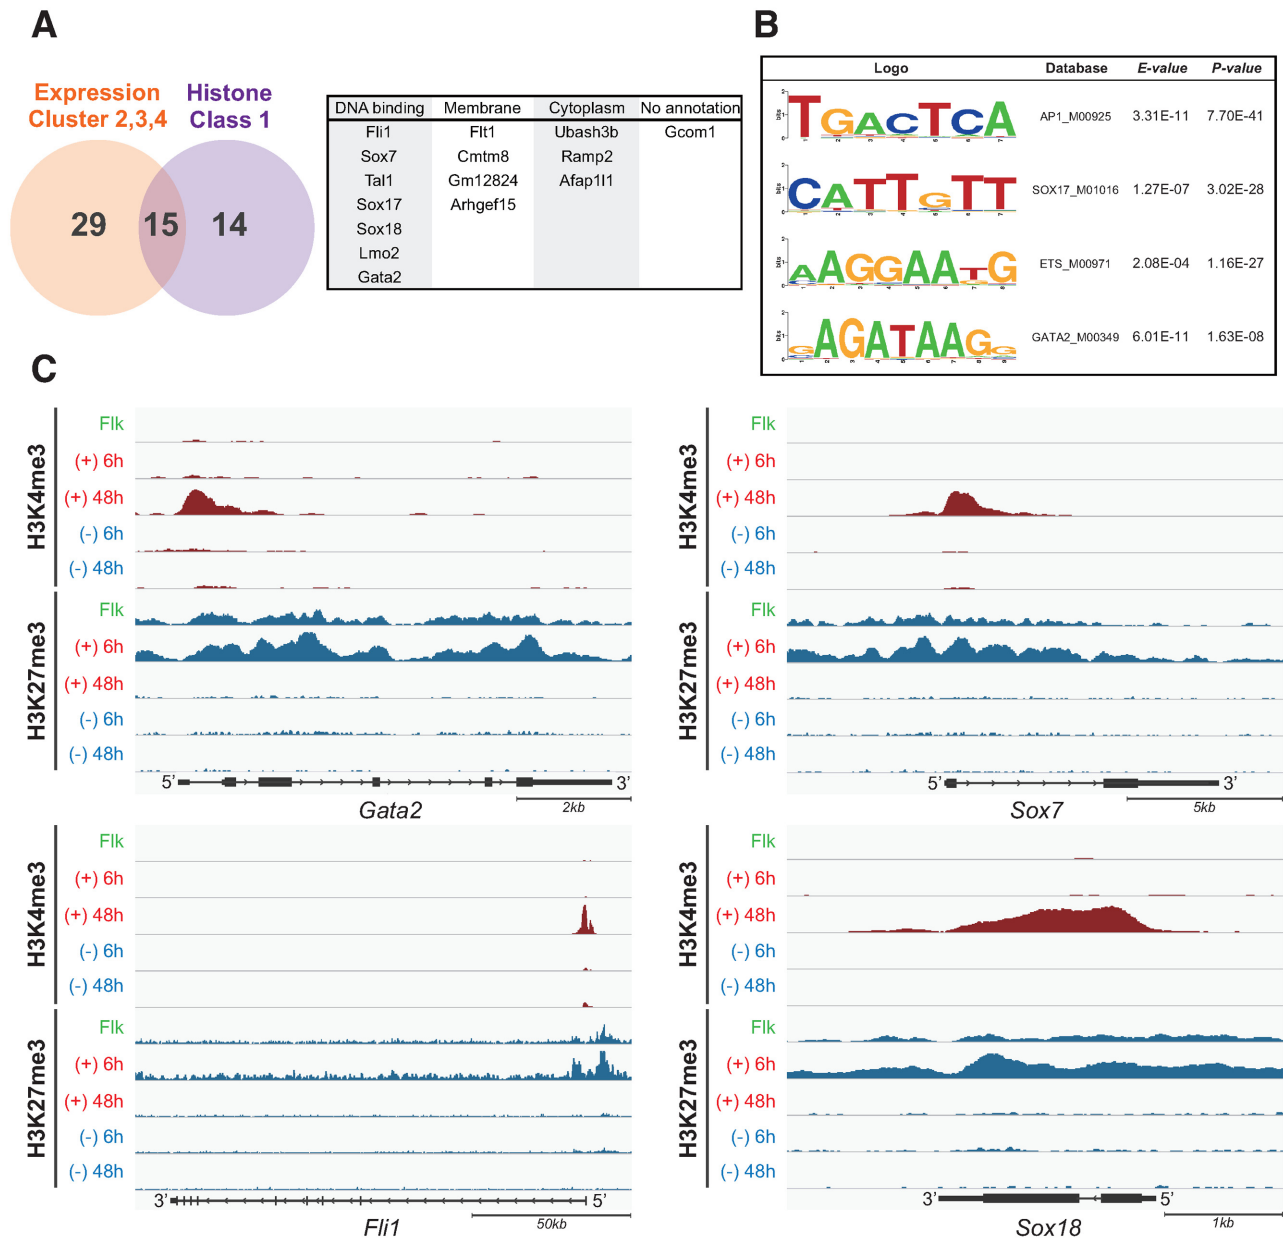 A
Expression
Cluster 2,3,4
Histone
Class 1
29
15
14
DNA binding Membrane Cytoplasm No annotation
Fli1 Flt1 Ubash3b Gcom1
Sox7 Cmtm8 Ramp2
Tal1 Gm12824 Afap1l1
Sox17 Arhgef15
Sox18
Lmo2
Gata2
B
Logo Database E-value P-value
TGACTCA AP1_M00925 3.31E-11 7.70E-41
CATTGTT SOX17_M01016 1.27E-07 3.02E-28
AAGGAATG ETS_M00971 2.08E-04 1.16E-27
GAGATAAGG GATA2_M00349 6.01E-11 1.63E-08
C
H3K4me3
Flk
(+) 6h
(+) 48h
(-) 6h
(-) 48h
H3K27me3
Flk
(+) 6h
(+) 48h
(-) 6h
(-) 48h
5’ 3’
Gata2
2kb
H3K4me3
Flk
(+) 6h
(+) 48h
(-) 6h
(-) 48h
H3K27me3
Flk
(+) 6h
(+) 48h
(-) 6h
(-) 48h
5’ 3’
Sox7
5kb
H3K4me3
Flk
(+) 6h
(+) 48h
(-) 6h
(-) 48h
H3K27me3
Flk
(+) 6h
(+) 48h
(-) 6h
(-) 48h
3’ 5’
Fli1
50kb
H3K4me3
Flk
(+) 6h
(+) 48h
(-) 6h
(-) 48h
H3K27me3
Flk
(+) 6h
(+) 48h
(-) 6h
(-) 48h
3’ 5’
Sox18
1kb